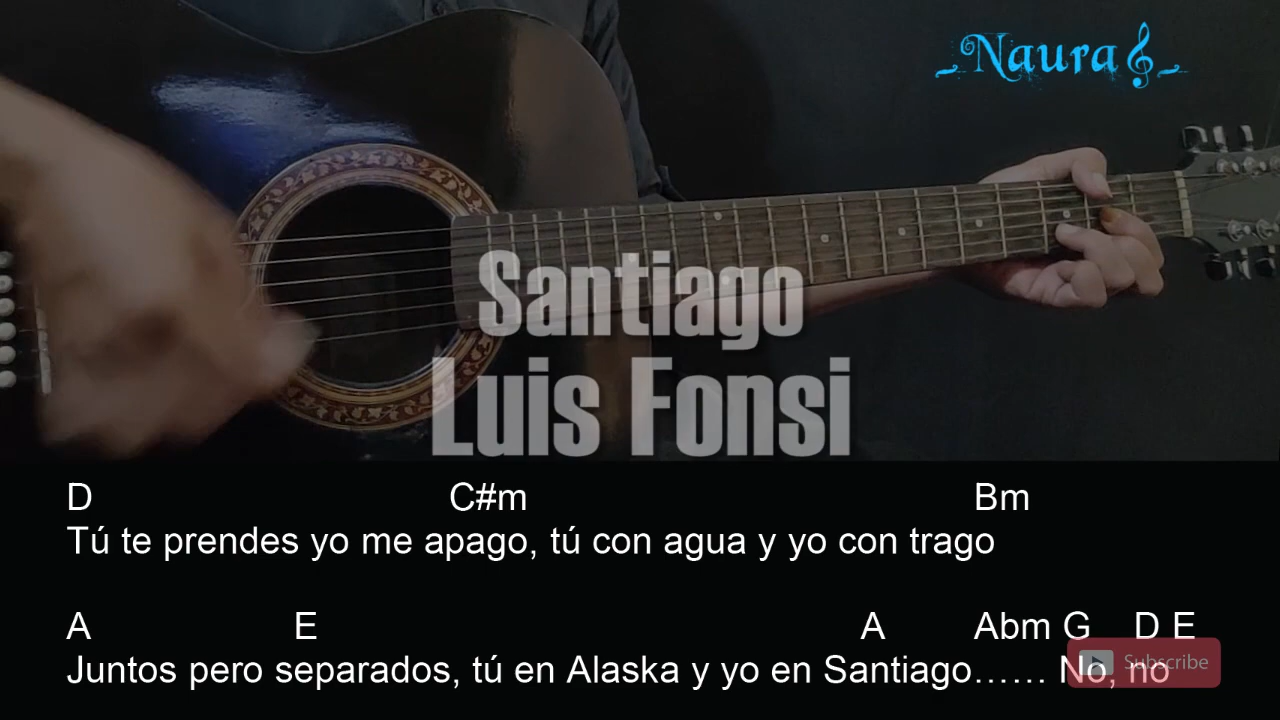 Naura
Santiago
Luis Fonsi
D C#m Bm
Tú te prendes yo me apago, tú con agua y yo con trago
A E A Abm G D E
Juntos pero separados, tú en Alaska y yo en Santiago...... No, no
Subscribe